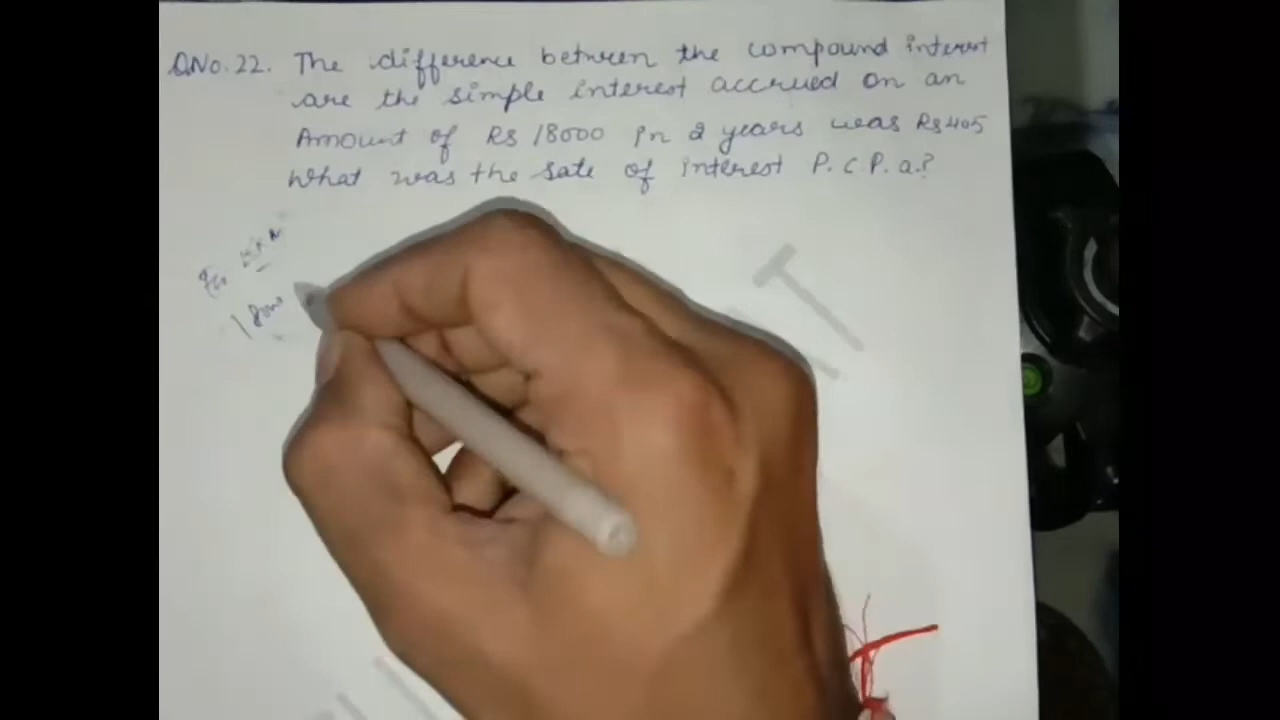 Q.No. 22. The difference between the compound interest
are the simple interest accrued on an
Amount of Rs 18000 In 2 years was Rs 405
What was the sate of interest P. C P. a.?